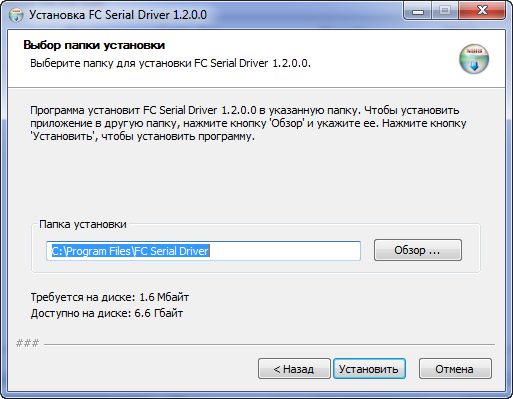 Установка FC Serial Driver 1.2.0.0
Выбор папки установки
Выберите папку для установки FC Serial Driver 1.2.0.0.
Программа установит FC Serial Driver 1.2.0.0 в указанную папку. Чтобы установить
приложение в другую папку, нажмите кнопку 'Обзор' и укажите ее. Нажмите кнопку
'Установить', чтобы установить программу.
Папка установки
C:\Program Files\FC Serial Driver
Обзор ...
Требуется на диске: 1.6 Мбайт
Доступно на диске: 6.6 Гбайт
###
< Назад
Установить
Отмена